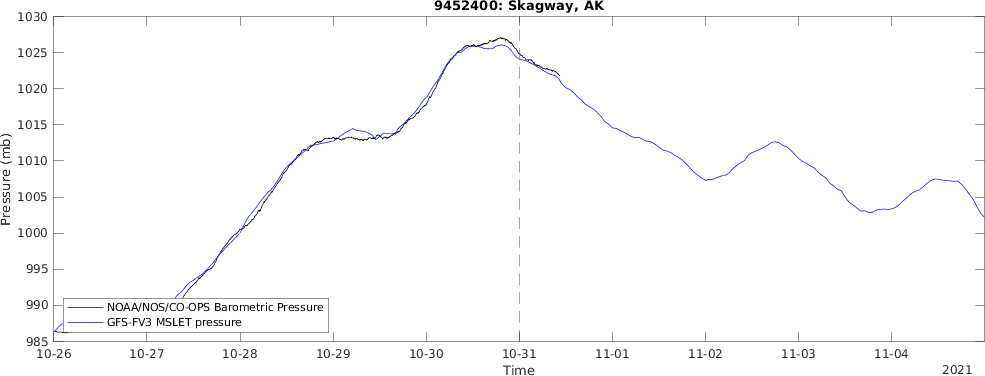 9452400: Skagway, AK
Pressure (mb)
1030
1025
1020
1015
1010
1005
1000
995
990
985
NOAA/NOS/CO-OPS Barometric Pressure
GFS-FV3 MSLET pressure
10-26 10-27 10-28 10-29 10-30 10-31 11-01 11-02 11-03 11-04
Time
2021